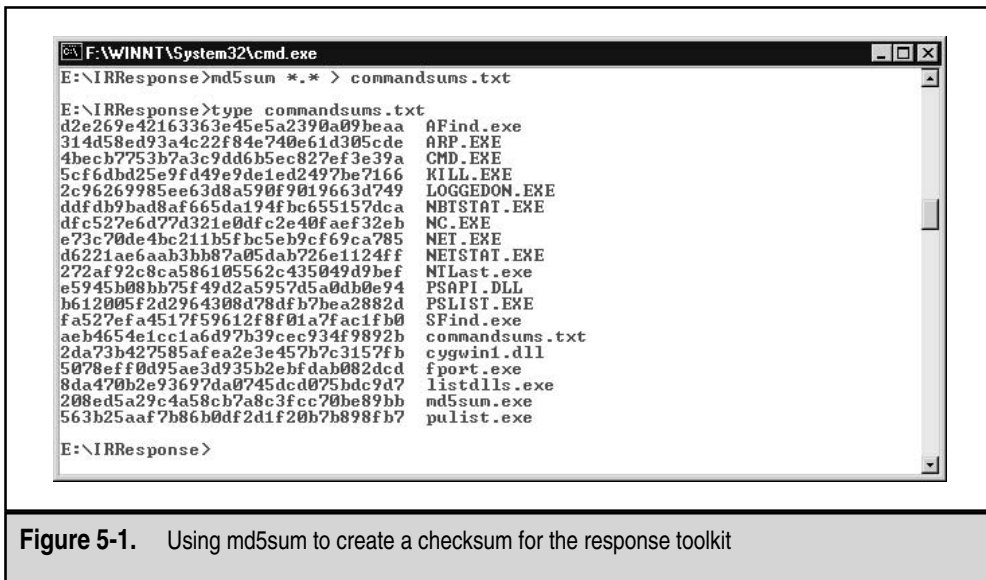 F:\WINNT\System32\cmd.exe
E:\IRResponse>md5sum *.* > commandsums.txt
E:\IRResponse>type commandsums.txt
d2e269e42163363e45e5a2390a09beaa AFind.exe
314d58ed93a4c22f84e740e61d305cde ARP.EXE
4becb7753b7a3c9dd6b5ec827ef3e39a CMD.EXE
5cf6dbd25e9fd49e9de1ed2497be7166 KILL.EXE
2c96269985ee63d8a590f9019663d749 LOGGEDON.EXE
ddfdb9bad8af665da194fbc655157dca NBTSTAT.EXE
dfc527e6d77d321e0dfc2e40faef32eb NC.EXE
e73c70de4bc211b5fbc5eb9cf69ca785 NET.EXE
d6221ae6aab3bb87a05dab726e1124ff NETSTAT.EXE
272af92c8ca586105562c435049d9bef NTLast.exe
e5945b08bb75f49d2a5957d5a0db0e94 PSAPI.DLL
b612005f2d2964308d78dfb7bea2882d PSLIST.EXE
fa527efa4517f59612f8f01a7fac1fb0 SFind.exe
aeb4654e1cc1a6d97b39cec934f9892b commandsums.txt
2da73b427585afea2e3e457b7c3157fb cygwin1.dll
5078eff0d95ae3d935b2ebfdab082dcd fport.exe
8da470b2e93697da0745dcd075bdc9d7 listdlls.exe
208ed5a29c4a58cb7a8c3fcc70be89bb md5sum.exe
563b25aaf7b86b0df2d1f20b7b898fb7 pulist.exe
E:\IRResponse>
Figure 5-1. Using md5sum to create a checksum for the response toolkit